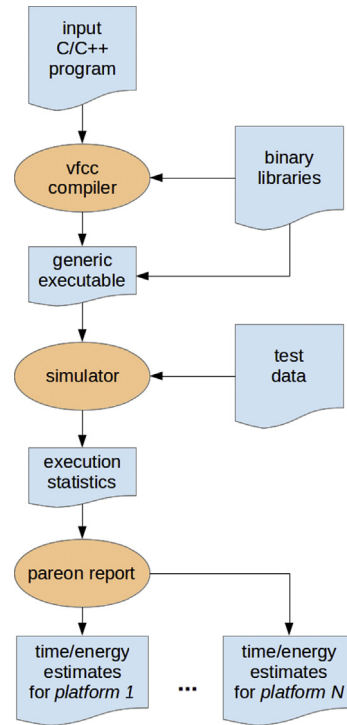 input
C/C++
program
vfcc
compiler
binary
libraries
generic
executable
simulator
test
data
execution
statistics
pareon report
time/energy
estimates
for platform 1
...
time/energy
estimates
for platform N